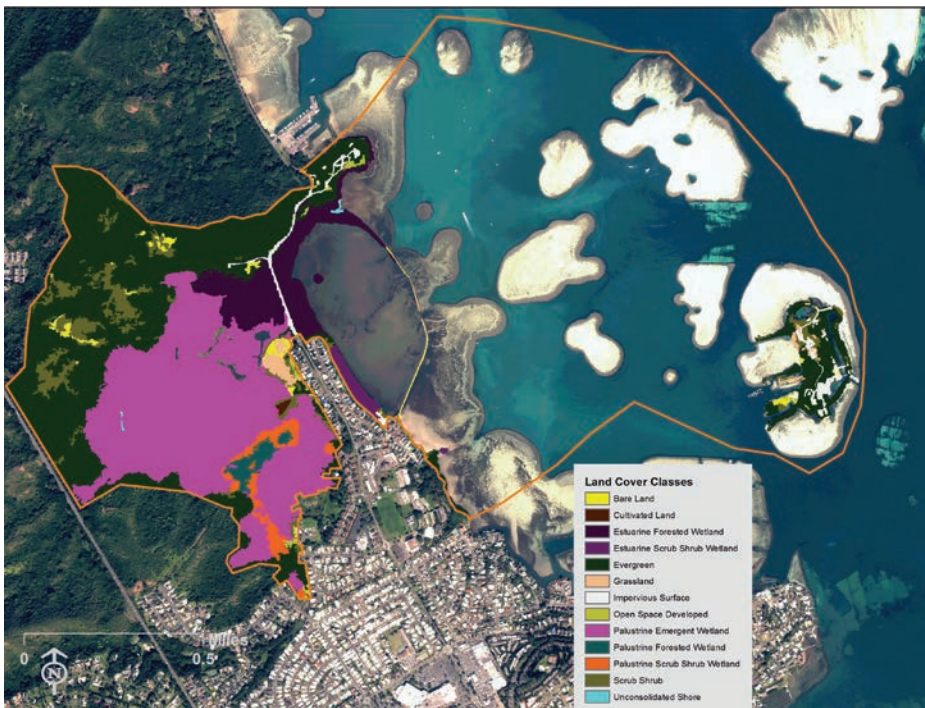 Miles
0
0.5
N
Land Cover Classes
Bare Land
Cultivated Land
Estuarine Forested Wetland
Estuarine Scrub Shrub Wetland
Evergreen
Grassland
Impervious Surface
Open Space Developed
Palustrine Emergent Wetland
Palustrine Forested Wetland
Palustrine Scrub Shrub Wetland
Scrub Shrub
Unconsolidated Shore